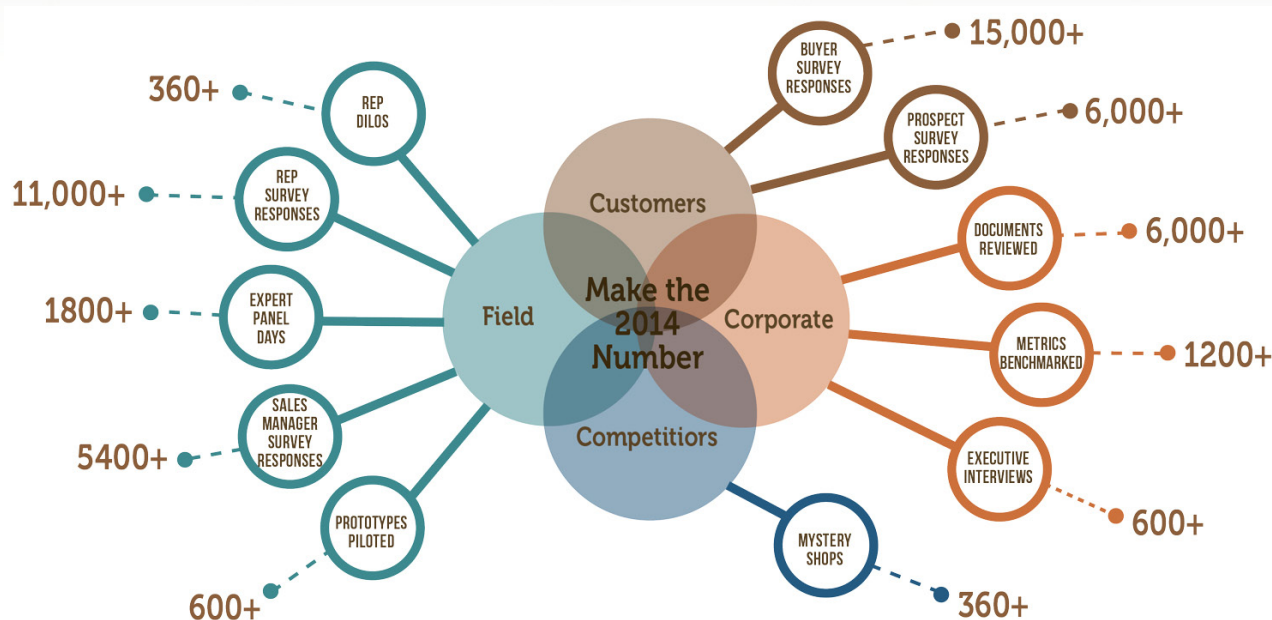 360+
REP
DILOS
11,000+
REP
SURVEY
RESPONSES
1800+
EXPERT
PANEL
DAYS
5400+
SALES
MANAGER
SURVEY
RESPONSES
600+
PROTOTYPES
PILOTED
Field
Customers
Make the
2014
Number
Corporate
Competitiors
BUYER
SURVEY
RESPONSES
15,000+
PROSPECT
SURVEY
RESPONSES
6,000+
DOCUMENTS
REVIEWED
6,000+
METRICS
BENCHMARKED
1200+
EXECUTIVE
INTERVIEWS
600+
MYSTERY
SHOPS
360+